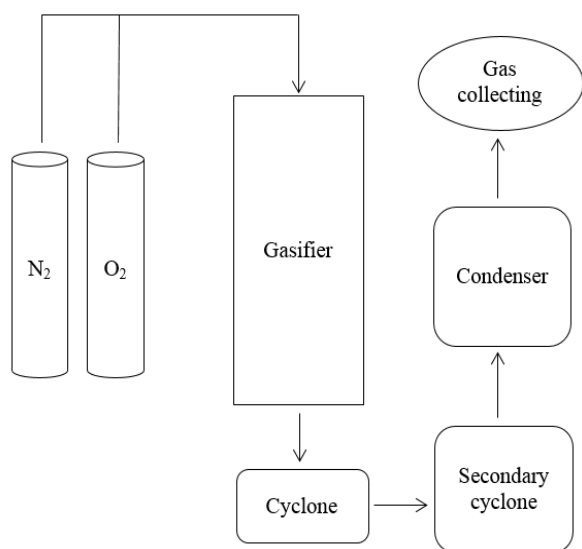 N₂
O₂
Gasifier
Cyclone
Secondary
cyclone
Condenser
Gas
collecting